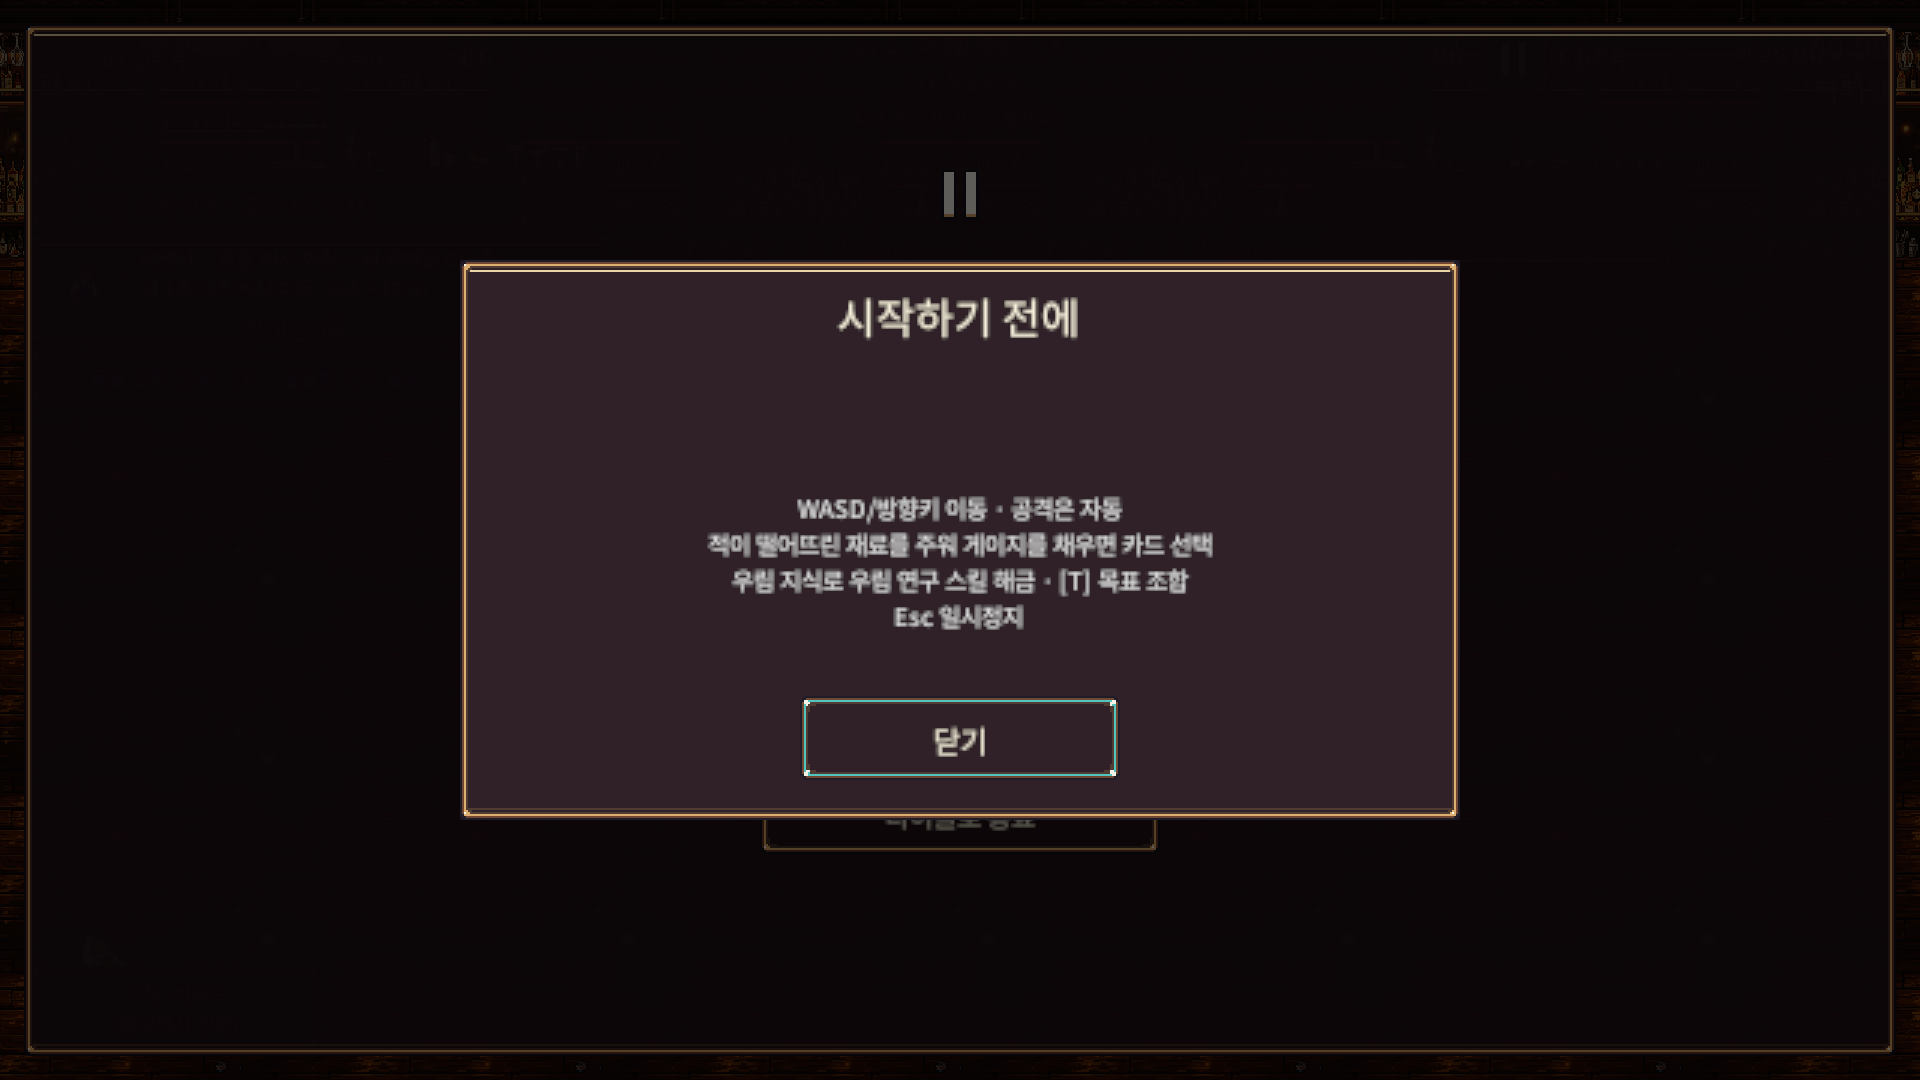 시작하기 전에
WASD/방향키 이동 · 공격은 자동
적이 떨어뜨린 재료를 주워 게이지를 채우면 카드 선택
우림 지식로 우림 연구 스킬 해금 · [T] 목표 조합
Esc 일시정지
닫기